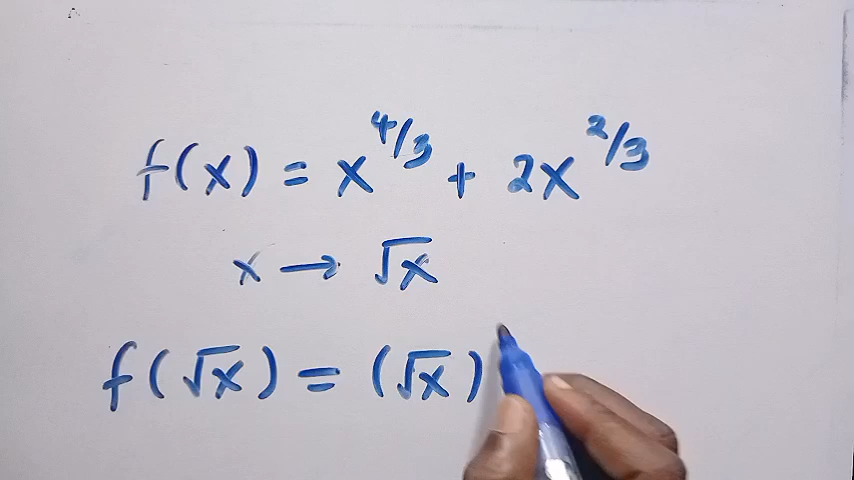 f(x) = x^{4/3} + 2x^{2/3}
x → √x
f(√x) = (√x)